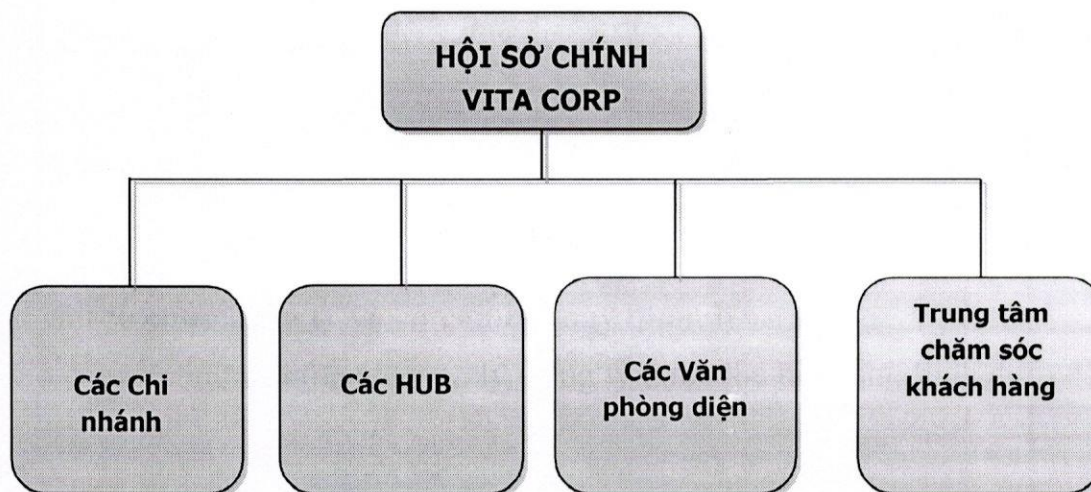 HỘI SỞ CHÍNH
VITA CORP
Các Chi
nhánh
Các HUB
Các Văn
phòng diện
Trung tâm
chăm sóc
khách hàng